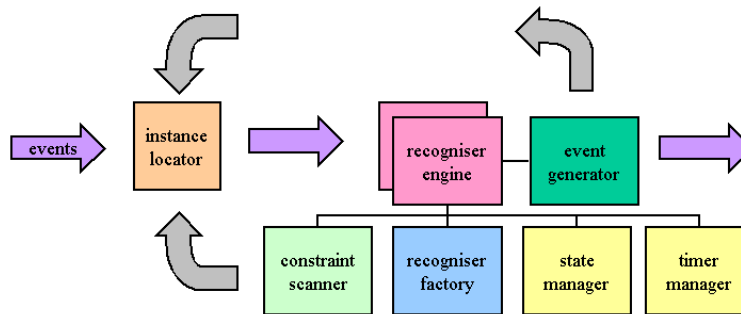 events
instance
locator
recogniser
engine
event
generator
constraint
scanner
recogniser
factory
state
manager
timer
manager